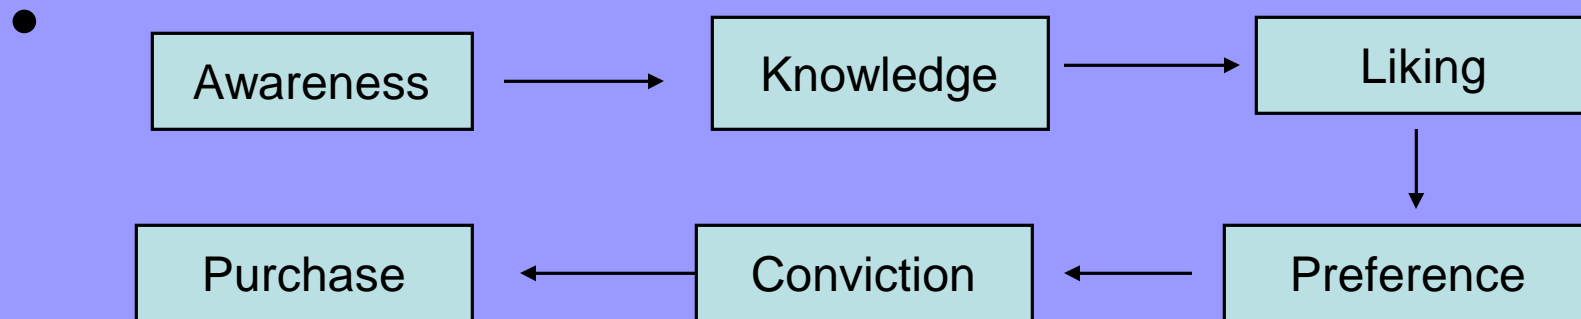 Awareness
Knowledge
Liking
Purchase
Conviction
Preference